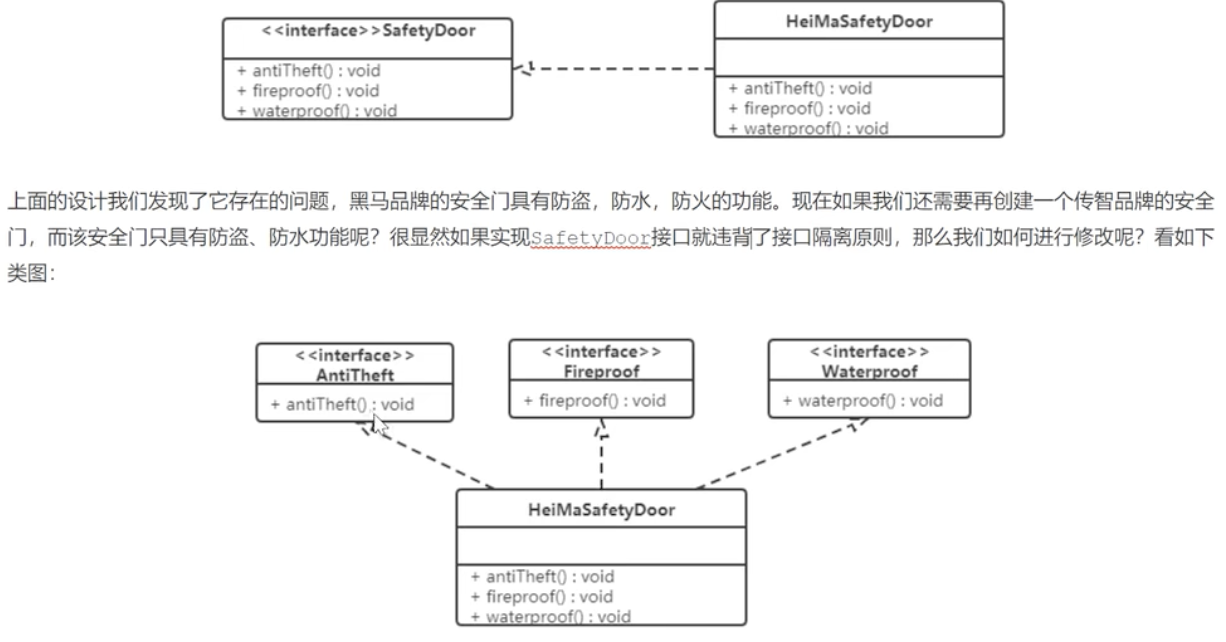 <<interface>>SafetyDoor
+ antiTheft() : void
+ fireproof() : void
+ waterproof() : void
HeiMaSafetyDoor
+ antiTheft() : void
+ fireproof() : void
+ waterproof() : void
上面的设计我们发现了它存在的问题，黑马品牌的安全门具有防盗，防水，防火的功能。现在如果我们还需要再创建一个传智品牌的安全
门，而该安全门只具有防盗、防水功能呢？很显然如果实现SafetyDoor接口就违背了接口隔离原则，那么我们如何进行修改呢？看如下
类图：
<<interface>>
AntiTheft
+ antiTheft() : void
<<interface>>
Fireproof
+ fireproof() : void
<<interface>>
Waterproof
+ waterproof() : void
HeiMaSafetyDoor
+ antiTheft() : void
+ fireproof() : void
+ waterproof() : void